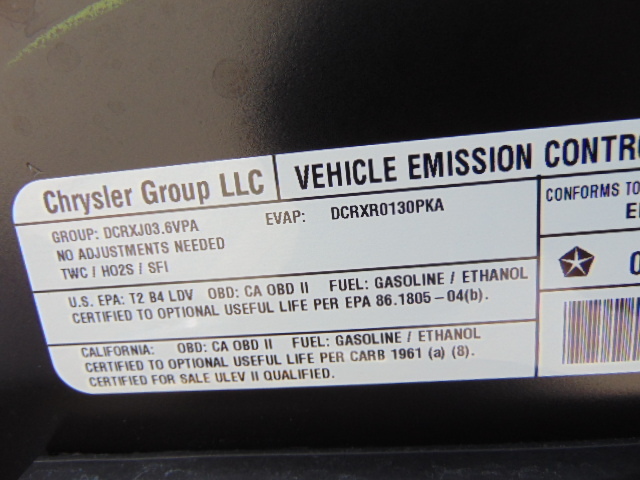 Chrysler Group LLC
VEHICLE EMISSION
CONFORMS TO
GROUP: DCRXJ03.6VPA
EVAP: DCRXR0130PKA
NO ADJUSTMENTS NEEDED
TWC / HO2S / SFI
U.S. EPA: T2 B4 LDV OBD: CA OBD II FUEL: GASOLINE / ETHANOL
CERTIFIED TO OPTIONAL USEFUL LIFE PER EPA 86.1805-04(b).
CALIFORNIA: OBD: CA OBD II FUEL: GASOLINE / ETHANOL
CERTIFIED TO OPTIONAL USEFUL LIFE PER CARB 1961 (a) (8).
CERTIFIED FOR SALE ULEV II QUALIFIED.